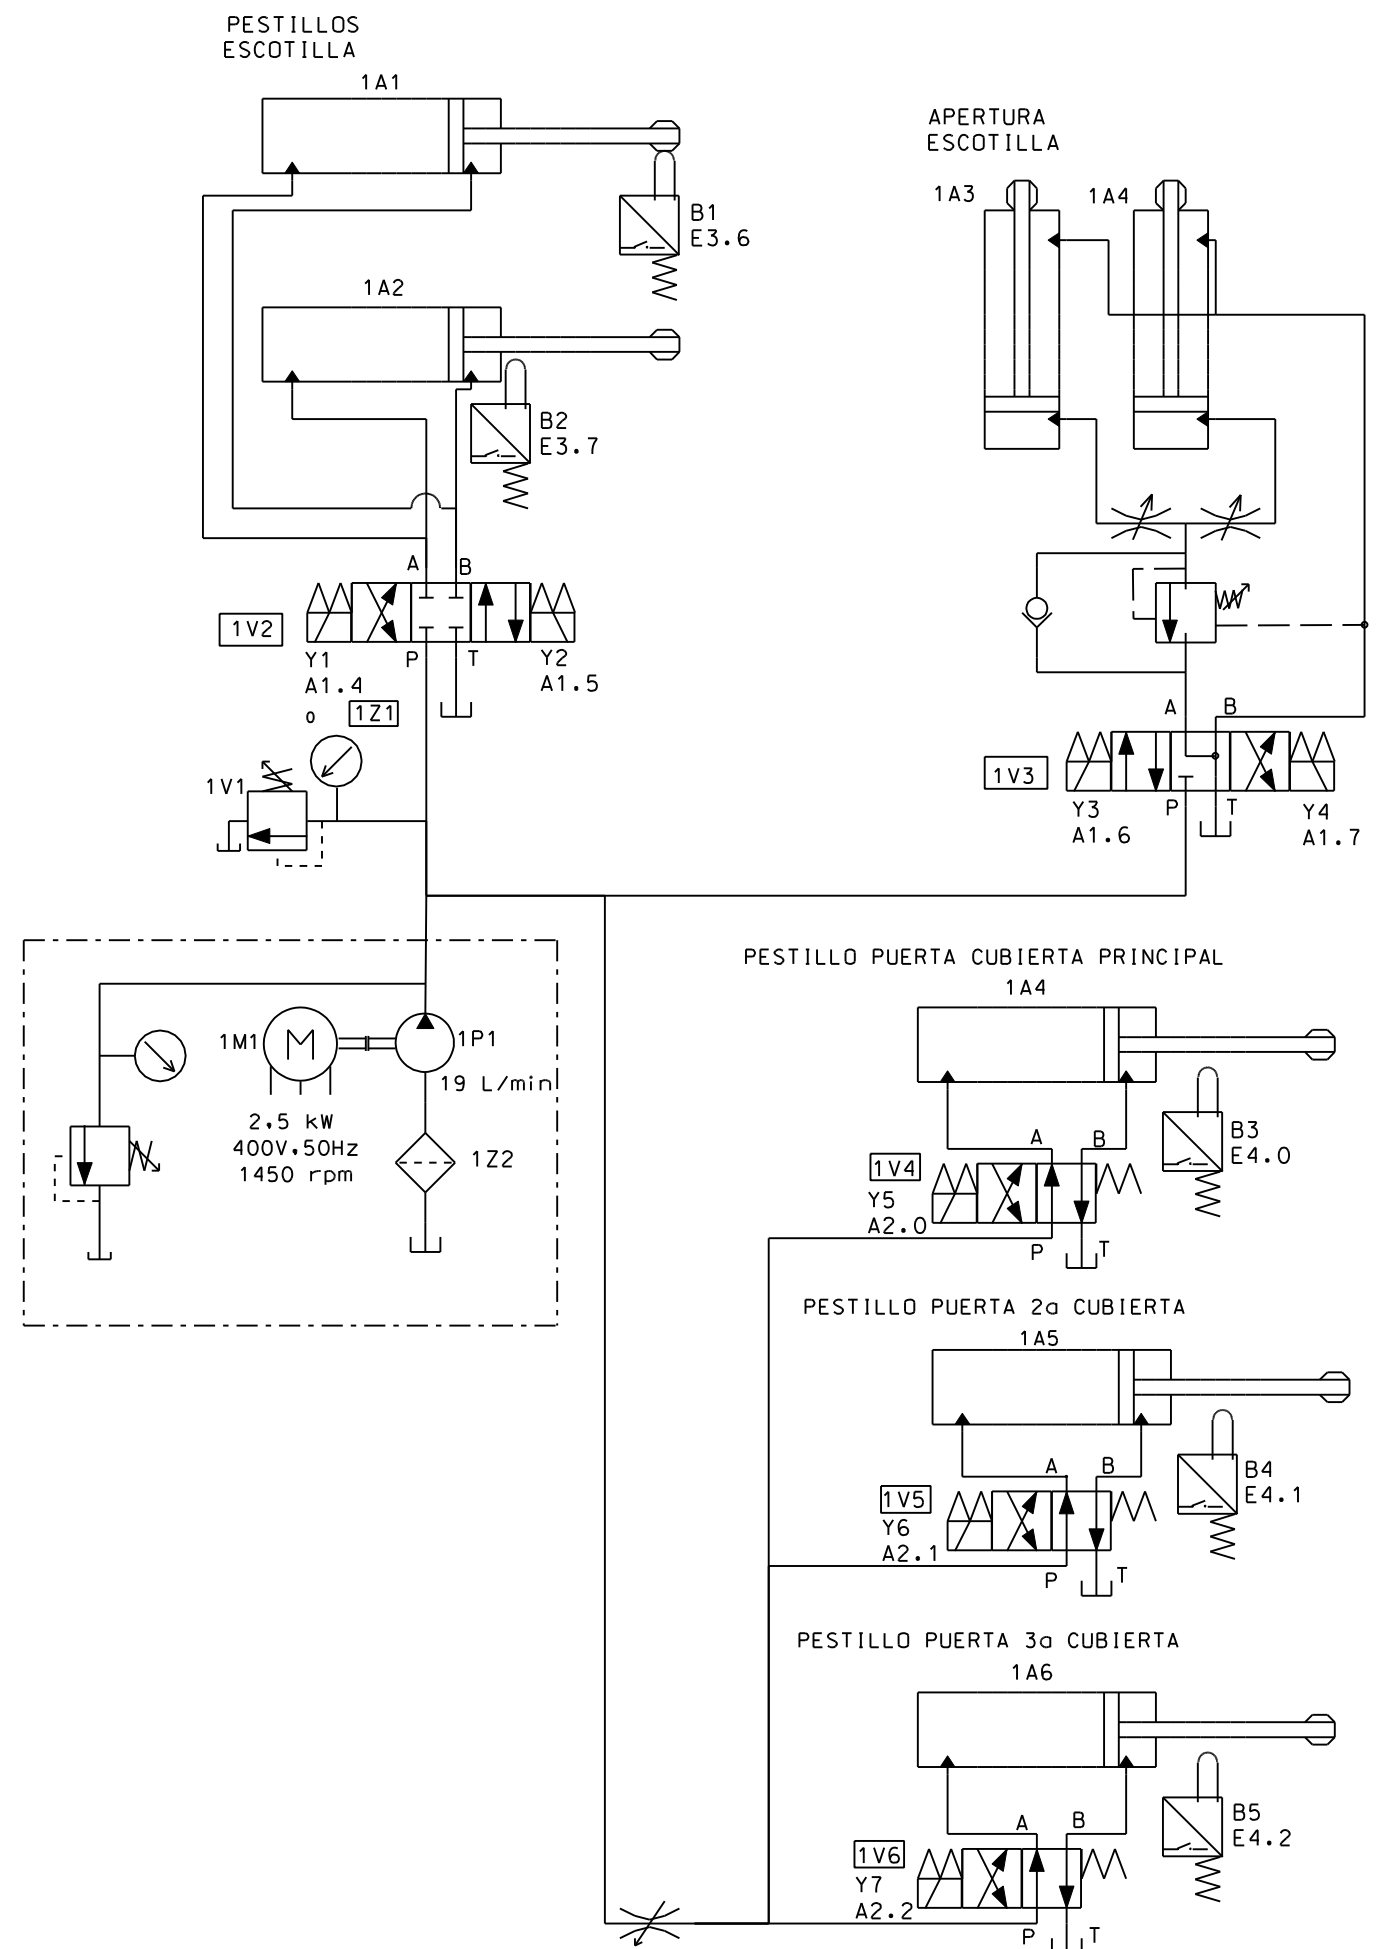 PESTILLOS
ESCOTILLA
1A1
B1
E3.6
1A2
B2
E3.7
A
B
1V2
P
T
Y1
A1.4
Y2
A1.5
o
1Z1
1V1
APERTURA
ESCOTILLA
1A3
1A4
A
B
1V3
P
T
Y3
A1.6
Y4
A1.7
1M1
M
1P1
19 L/min
2,5 kW
400V,50Hz
1450 rpm
1Z2
PESTILLO PUERTA CUBIERTA PRINCIPAL
1A4
B3
E4.0
A
B
1V4
Y5
A2.0
P
T
PESTILLO PUERTA 2a CUBIERTA
1A5
B4
E4.1
A
B
1V5
Y6
A2.1
P
T
PESTILLO PUERTA 3a CUBIERTA
1A6
B5
E4.2
A
B
1V6
Y7
A2.2
P
T